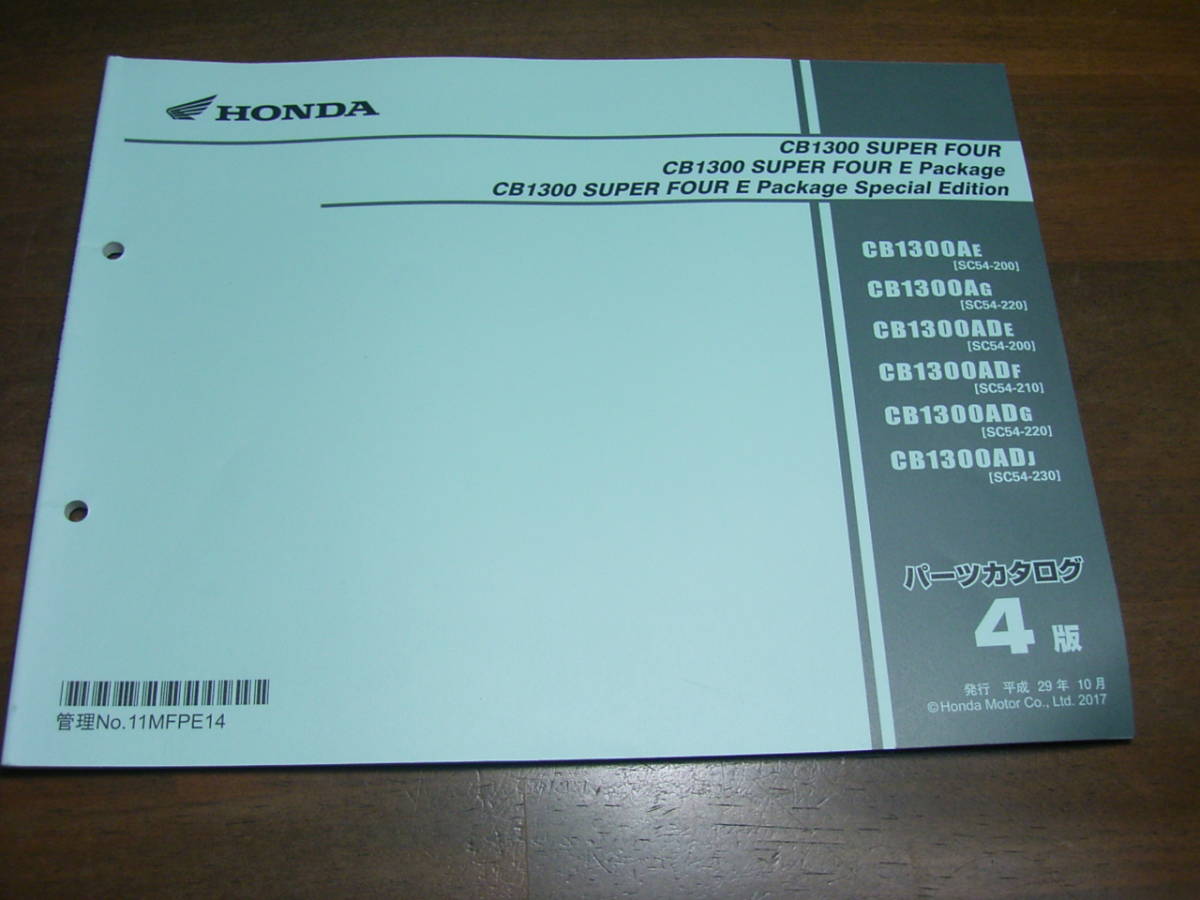 HONDA
CB1300 SUPER FOUR
CB1300 SUPER FOUR E Package
CB1300 SUPER FOUR E Package Special Edition
CB1300AE
[SC54-200]
CB1300AG
[SC54-220]
CB1300ADE
[SC54-200]
CB1300ADF
[SC54-210]
CB1300ADG
[SC54-220]
CB1300ADJ
[SC54-230]
パーツカタログ
4 版
発行 平成 29 年 10 月
©Honda Motor Co., Ltd. 2017
管理No.11MFPE14